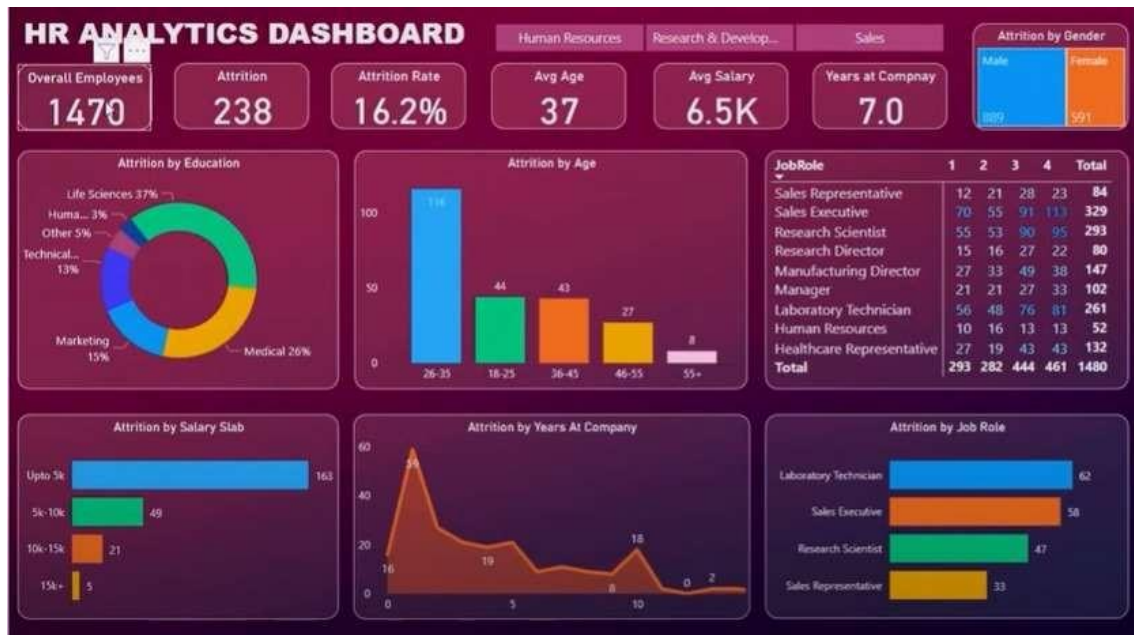 HR ANALYTICS DASHBOARD
Human Resources
Research & Develop...
Sales
Attrition by Gender
Male
Female
889
591
Overall Employees
1470
Attrition
238
Attrition Rate
16.2%
Avg Age
37
Avg Salary
6.5K
Years at Compnay
7.0
Attrition by Education
Life Sciences 37%
Huma... 3%
Other 5%
Technical...
13%
Marketing
15%
Medical 26%
Attrition by Age
100
50
0
116
44
43
27
8
26-35 18-25 36-45 46-55 55+
JobRole 1 2 3 4 Total
Sales Representative 12 21 28 23 84
Sales Executive 70 55 91 113 329
Research Scientist 55 53 90 95 293
Research Director 15 16 27 22 80
Manufacturing Director 27 33 49 38 147
Manager 21 21 27 33 102
Laboratory Technician 56 48 76 81 261
Human Resources 10 16 13 13 52
Healthcare Representative 27 19 43 43 132
Total 293 282 444 461 1480
Attrition by Salary Slab
Upto 5k 163
5k-10k 49
10k-15k 21
15k+ 5
Attrition by Years At Company
60
40
20
0
16
59
19
8
18
0
2
0 5 10
Attrition by Job Role
Laboratory Technician 62
Sales Executive 58
Research Scientist 47
Sales Representative 33